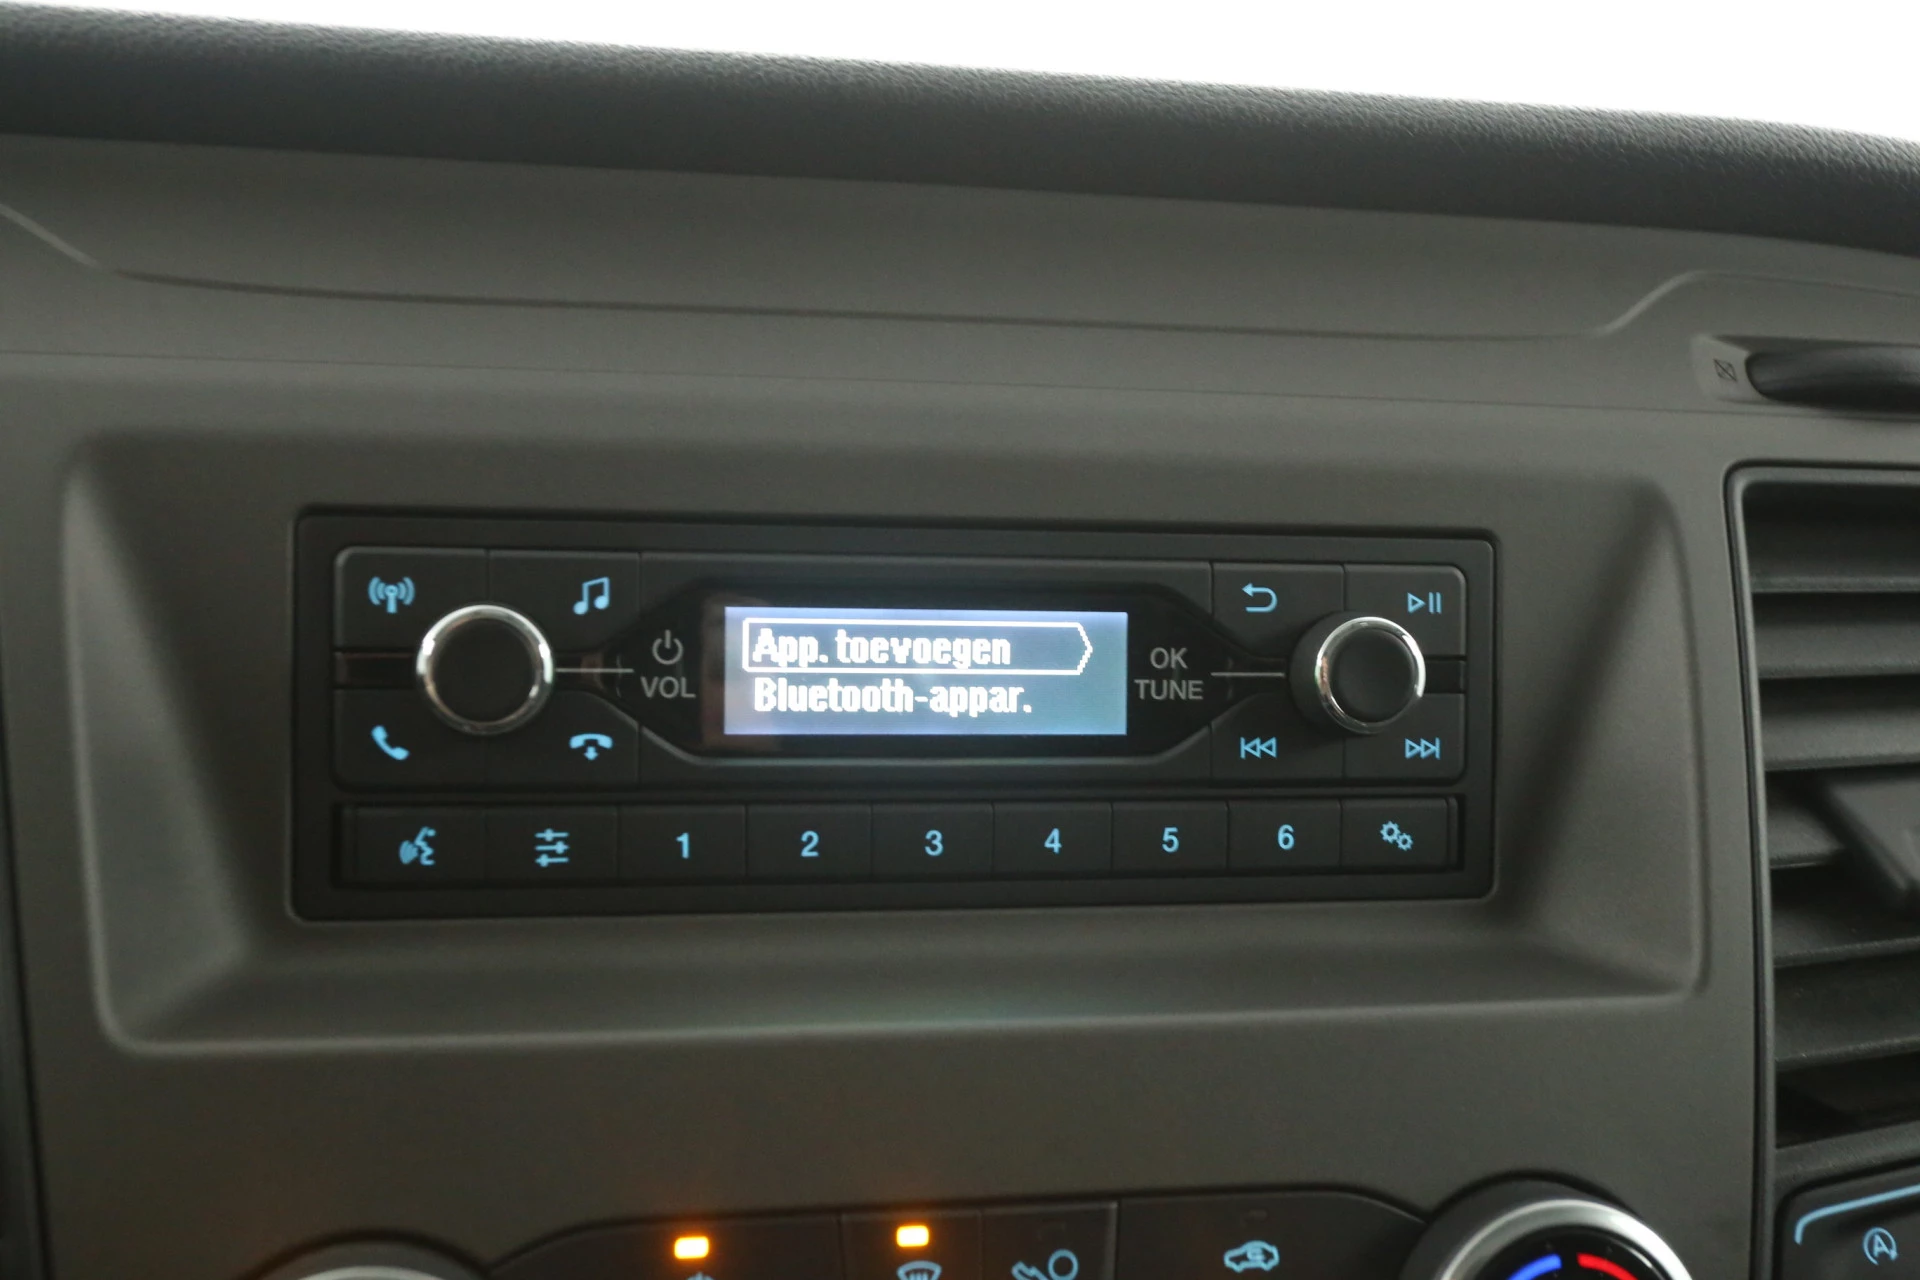 App. toevoegen
Bluetooth-appar.
VOL
OK
TUNE
1 2 3 4 5 6
A